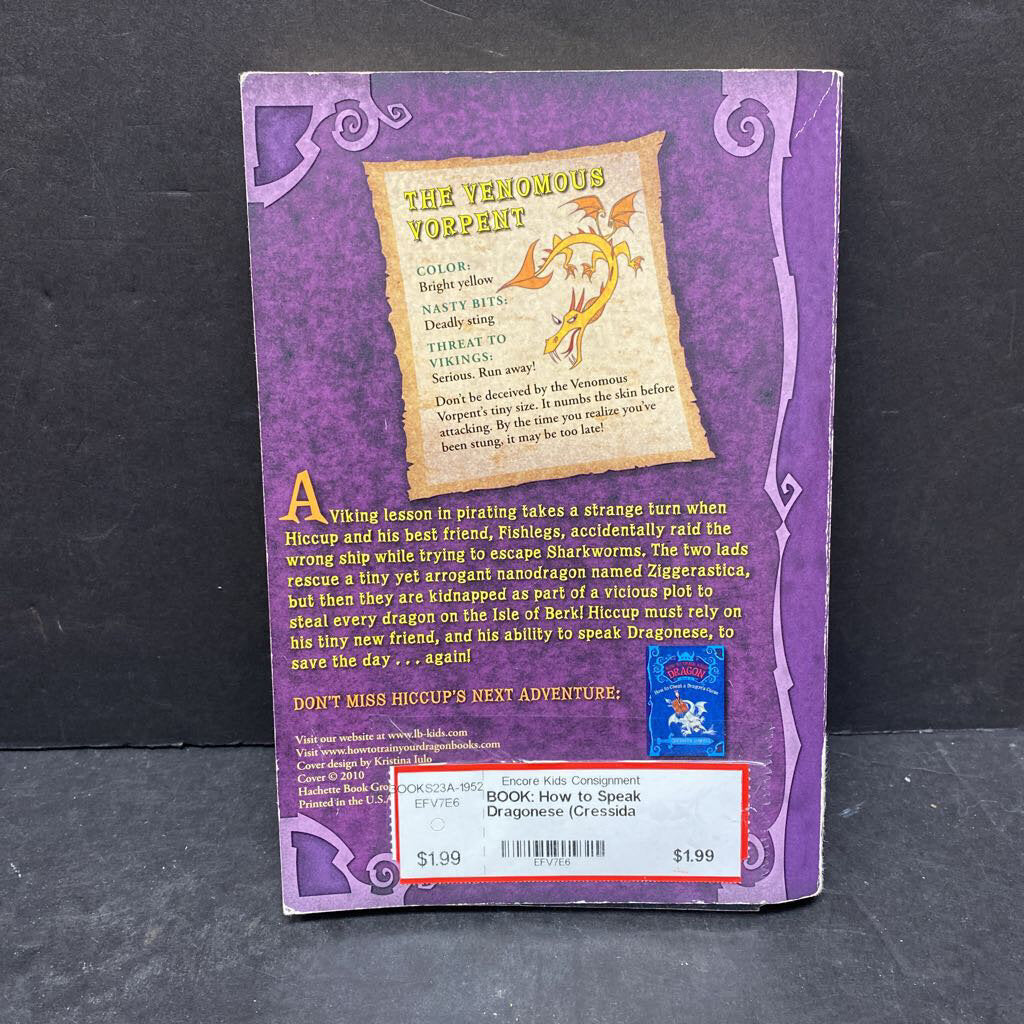 THE VENOMOUS
VORPENT
COLOR:
Bright yellow
NASTY BITS:
Deadly sting
THREAT TO
VIKINGS:
Serious. Run away!
Don't be deceived by the Venomous
Vorpent's tiny size. It numbs the skin before
attacking. By the time you realize you've
been stung, it may be too late!
A Viking lesson in pirating takes a strange turn when
Hiccup and his best friend, Fishlegs, accidentally raid the
wrong ship while trying to escape Sharkworms. The two lads
rescue a tiny yet arrogant nanodragon named Ziggerastica,
but then they are kidnapped as part of a vicious plot to
steal every dragon on the Isle of Berk! Hiccup must rely on
his tiny new friend, and his ability to speak Dragonese, to
save the day . . . again!
DON'T MISS HICCUP'S NEXT ADVENTURE:
DRAGON
How to Cheat a Dragon's Curse
Visit our website at www.lb-kids.com
Visit www.howtotrainyourdragonbooks.com
Cover design by Kristina Iulo
Cover © 2010
Hachette Book Gro
Printed in the U.S.A
BOOKS23A-1952
EFV7E6
$1.99
Encore Kids Consignment
BOOK: How to Speak
Dragonese (Cressida
EFV7E6
$1.99